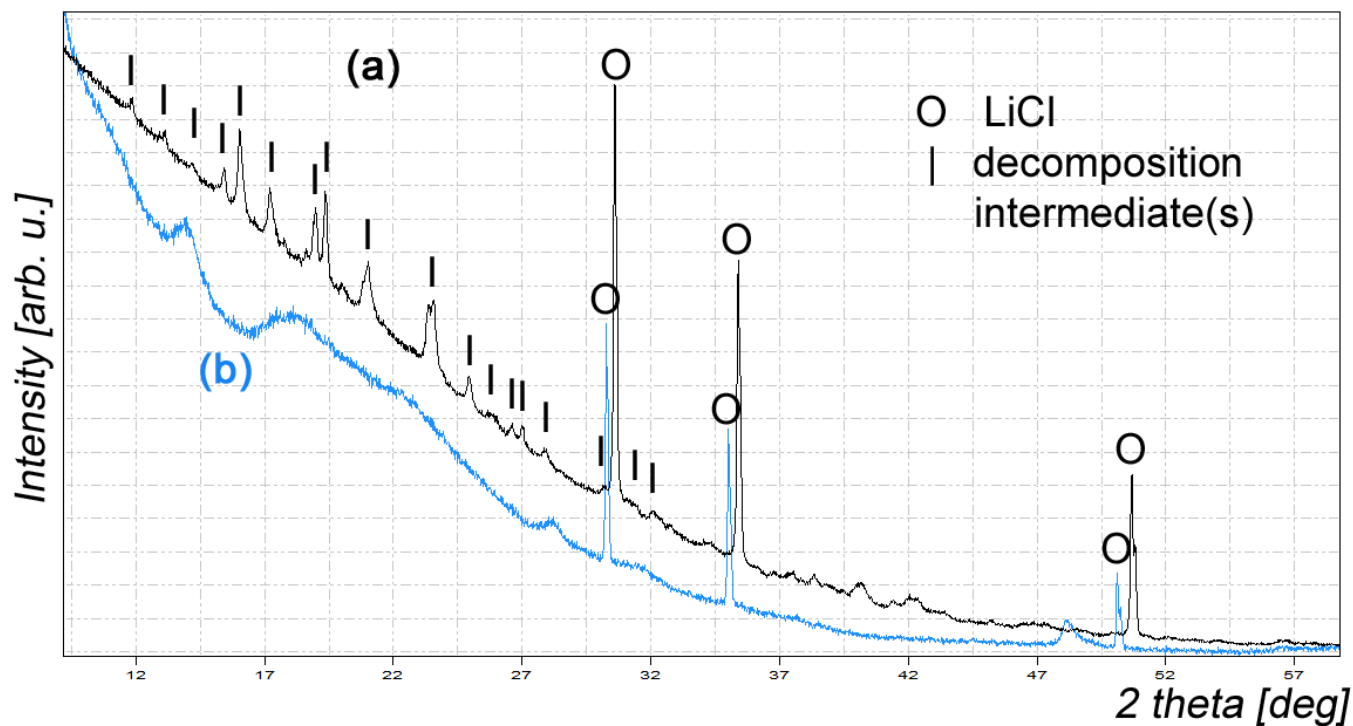 (a)
O
O LiCl
O
| decomposition
intermediate(s)
O
(b)
O
O
O
Intensity [arb. u.]
12 17 22 27 32 37 42 47 52 57
2 theta [deg]